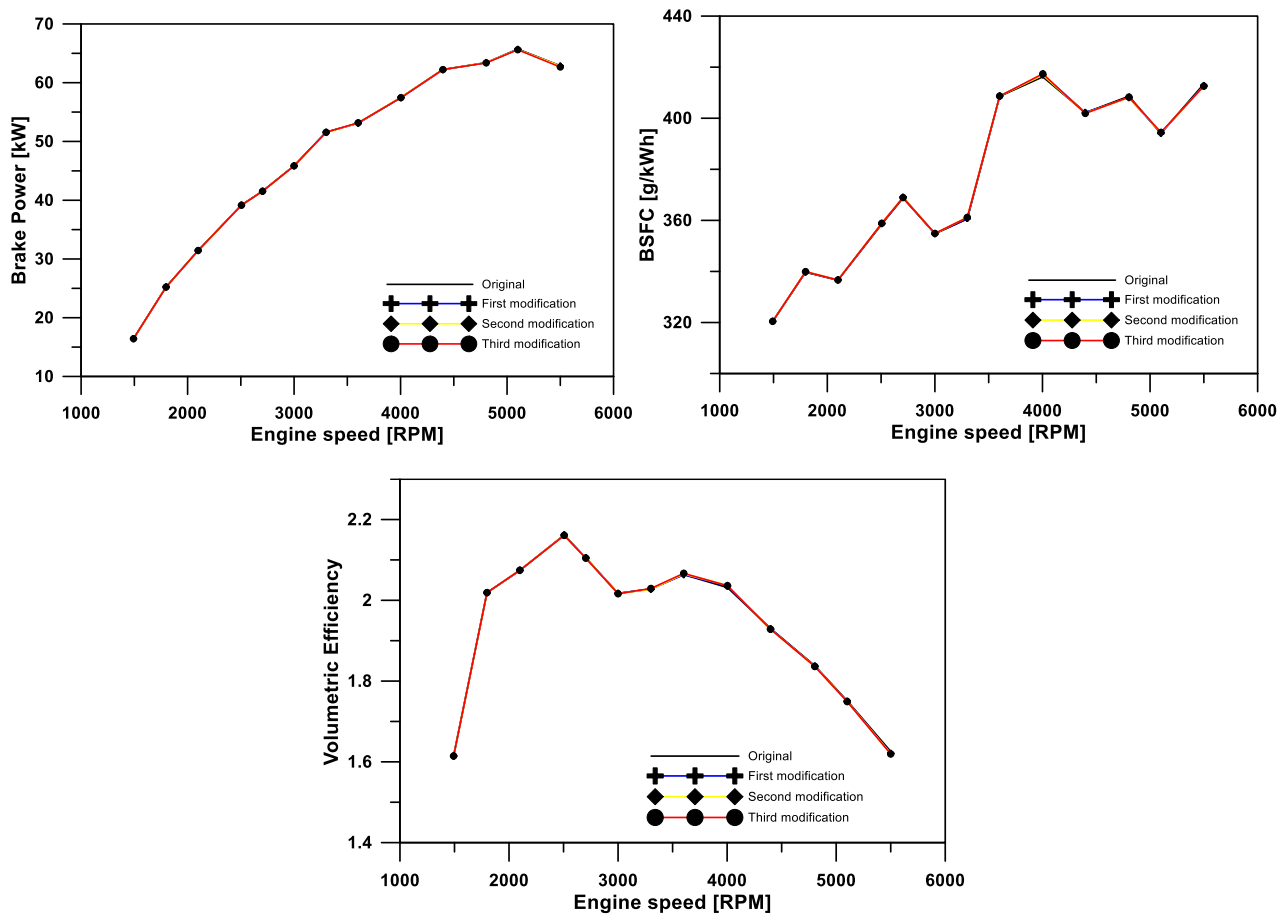 70
60
50
40
30
20
10
Brake Power [kW]
1000 2000 3000 4000 5000 6000
Engine speed [RPM]
Original
First modification
Second modification
Third modification
440
400
360
320
BSFC [g/kWh]
1000 2000 3000 4000 5000 6000
Engine speed [RPM]
Original
First modification
Second modification
Third modification
2.2
2
1.8
1.6
1.4
Volumetric Efficiency
1000 2000 3000 4000 5000 6000
Engine speed [RPM]
Original
First modification
Second modification
Third modification